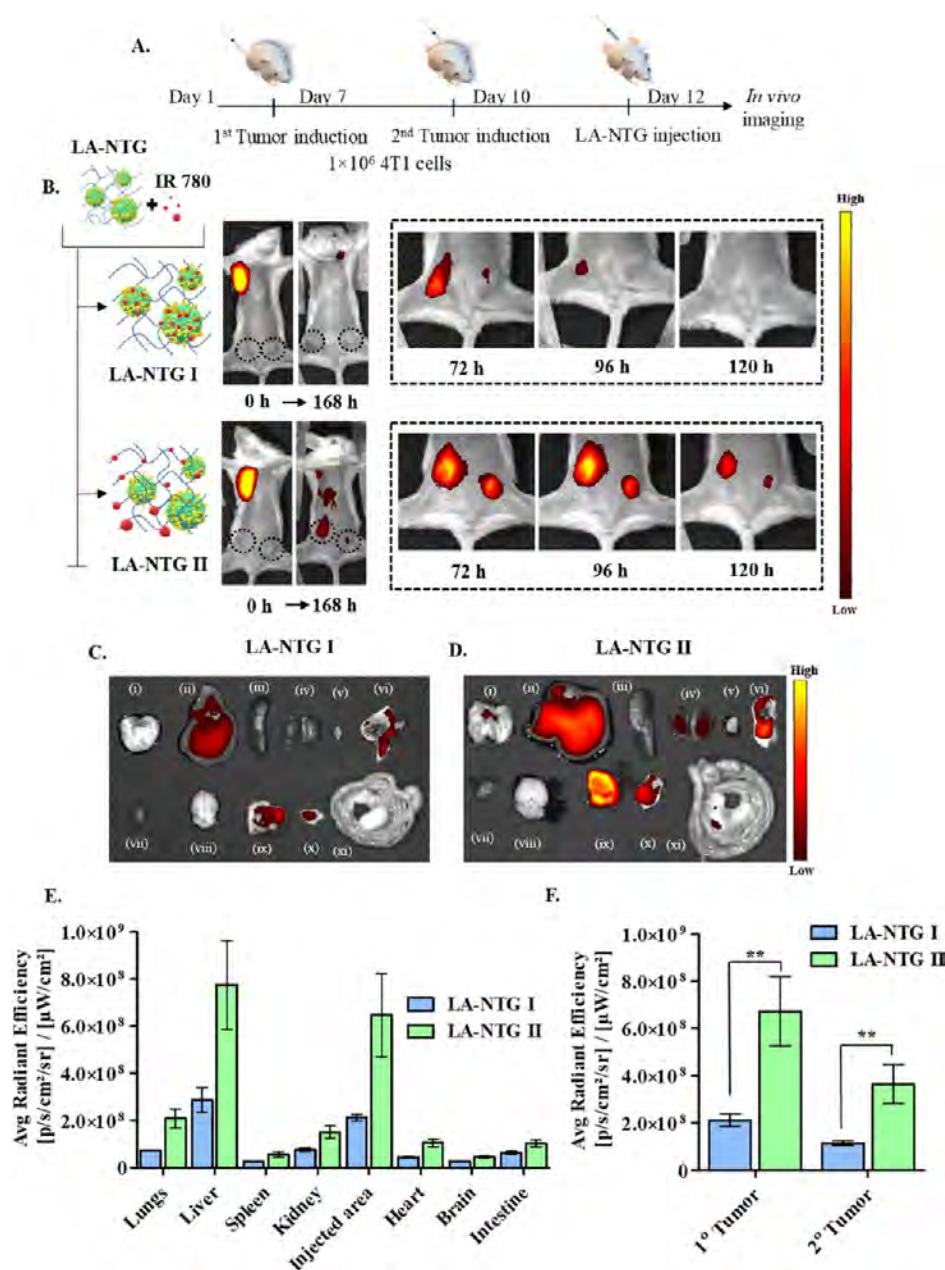 A.
Day 1
Day 7
Day 10
Day 12
In vivo
imaging
1st Tumor induction
2nd Tumor induction
LA-NTG injection
1×10⁶ 4T1 cells
LA-NTG
IR 780
B.
High
LA-NTG I
72 h
96 h
120 h
0 h → 168 h
LA-NTG II
72 h
96 h
120 h
0 h → 168 h
Low
C.
LA-NTG I
D.
LA-NTG II
High
(i) (ii) (iii) (iv) (v) (vi)
(i) (ii) (iii) (iv) (v) (vi)
(vii) (viii) (ix) (x) (xi)
(vii) (viii) (ix) (x) (xi)
Low
E.
Avg Radiant Efficiency
[p/s/cm²/sr] / [µW/cm²]
1.0×10⁹
8.0×10⁸
6.0×10⁸
4.0×10⁸
2.0×10⁸
0
LA-NTG I
LA-NTG II
Lungs
Liver
Spleen
Kidney
Injected area
Heart
Brain
Intestine
F.
Avg Radiant Efficiency
[p/s/cm²/sr] / [µW/cm²]
1.0×10⁹
8.0×10⁸
6.0×10⁸
4.0×10⁸
2.0×10⁸
0
LA-NTG I
LA-NTG II
**
**
1° Tumor
2° Tumor